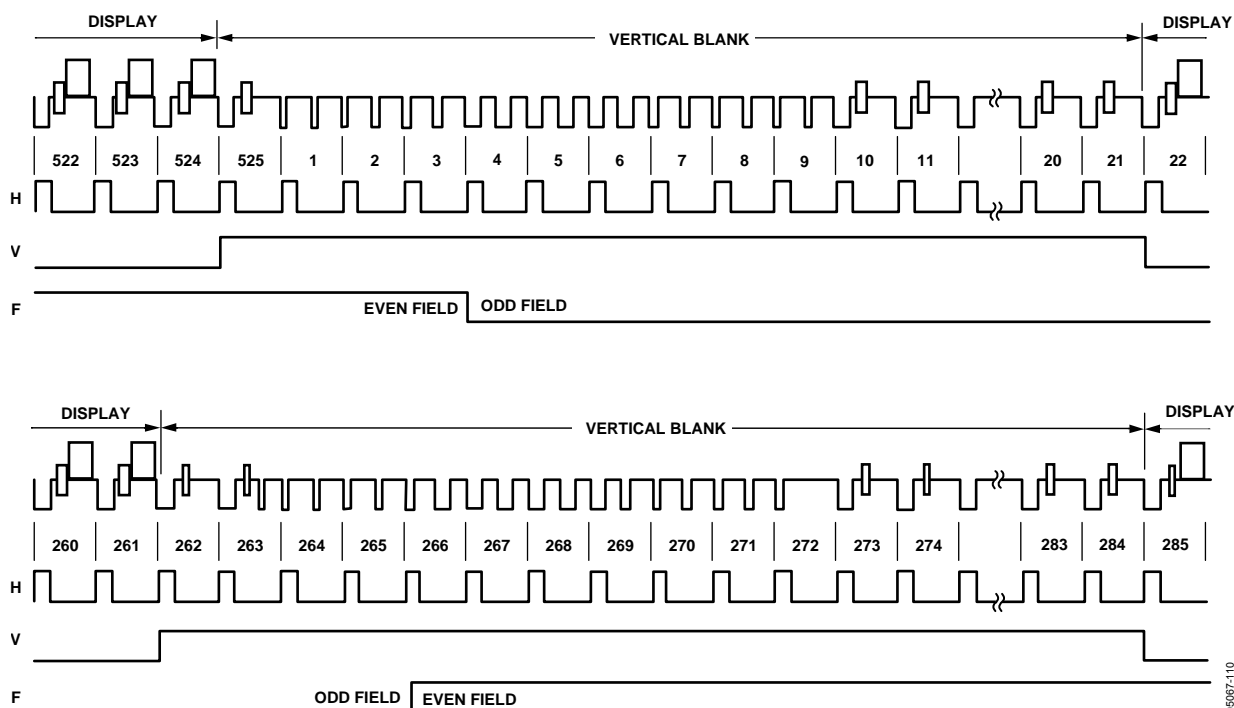 DISPLAY DISPLAY
VERTICAL BLANK
522 523 524 525 1 2 3 4 5 6 7 8 9 10 11 20 21 22
H
V
F
EVEN FIELD ODD FIELD
DISPLAY DISPLAY
VERTICAL BLANK
260 261 262 263 264 265 266 267 268 269 270 271 272 273 274 283 284 285
H
V
F
ODD FIELD EVEN FIELD